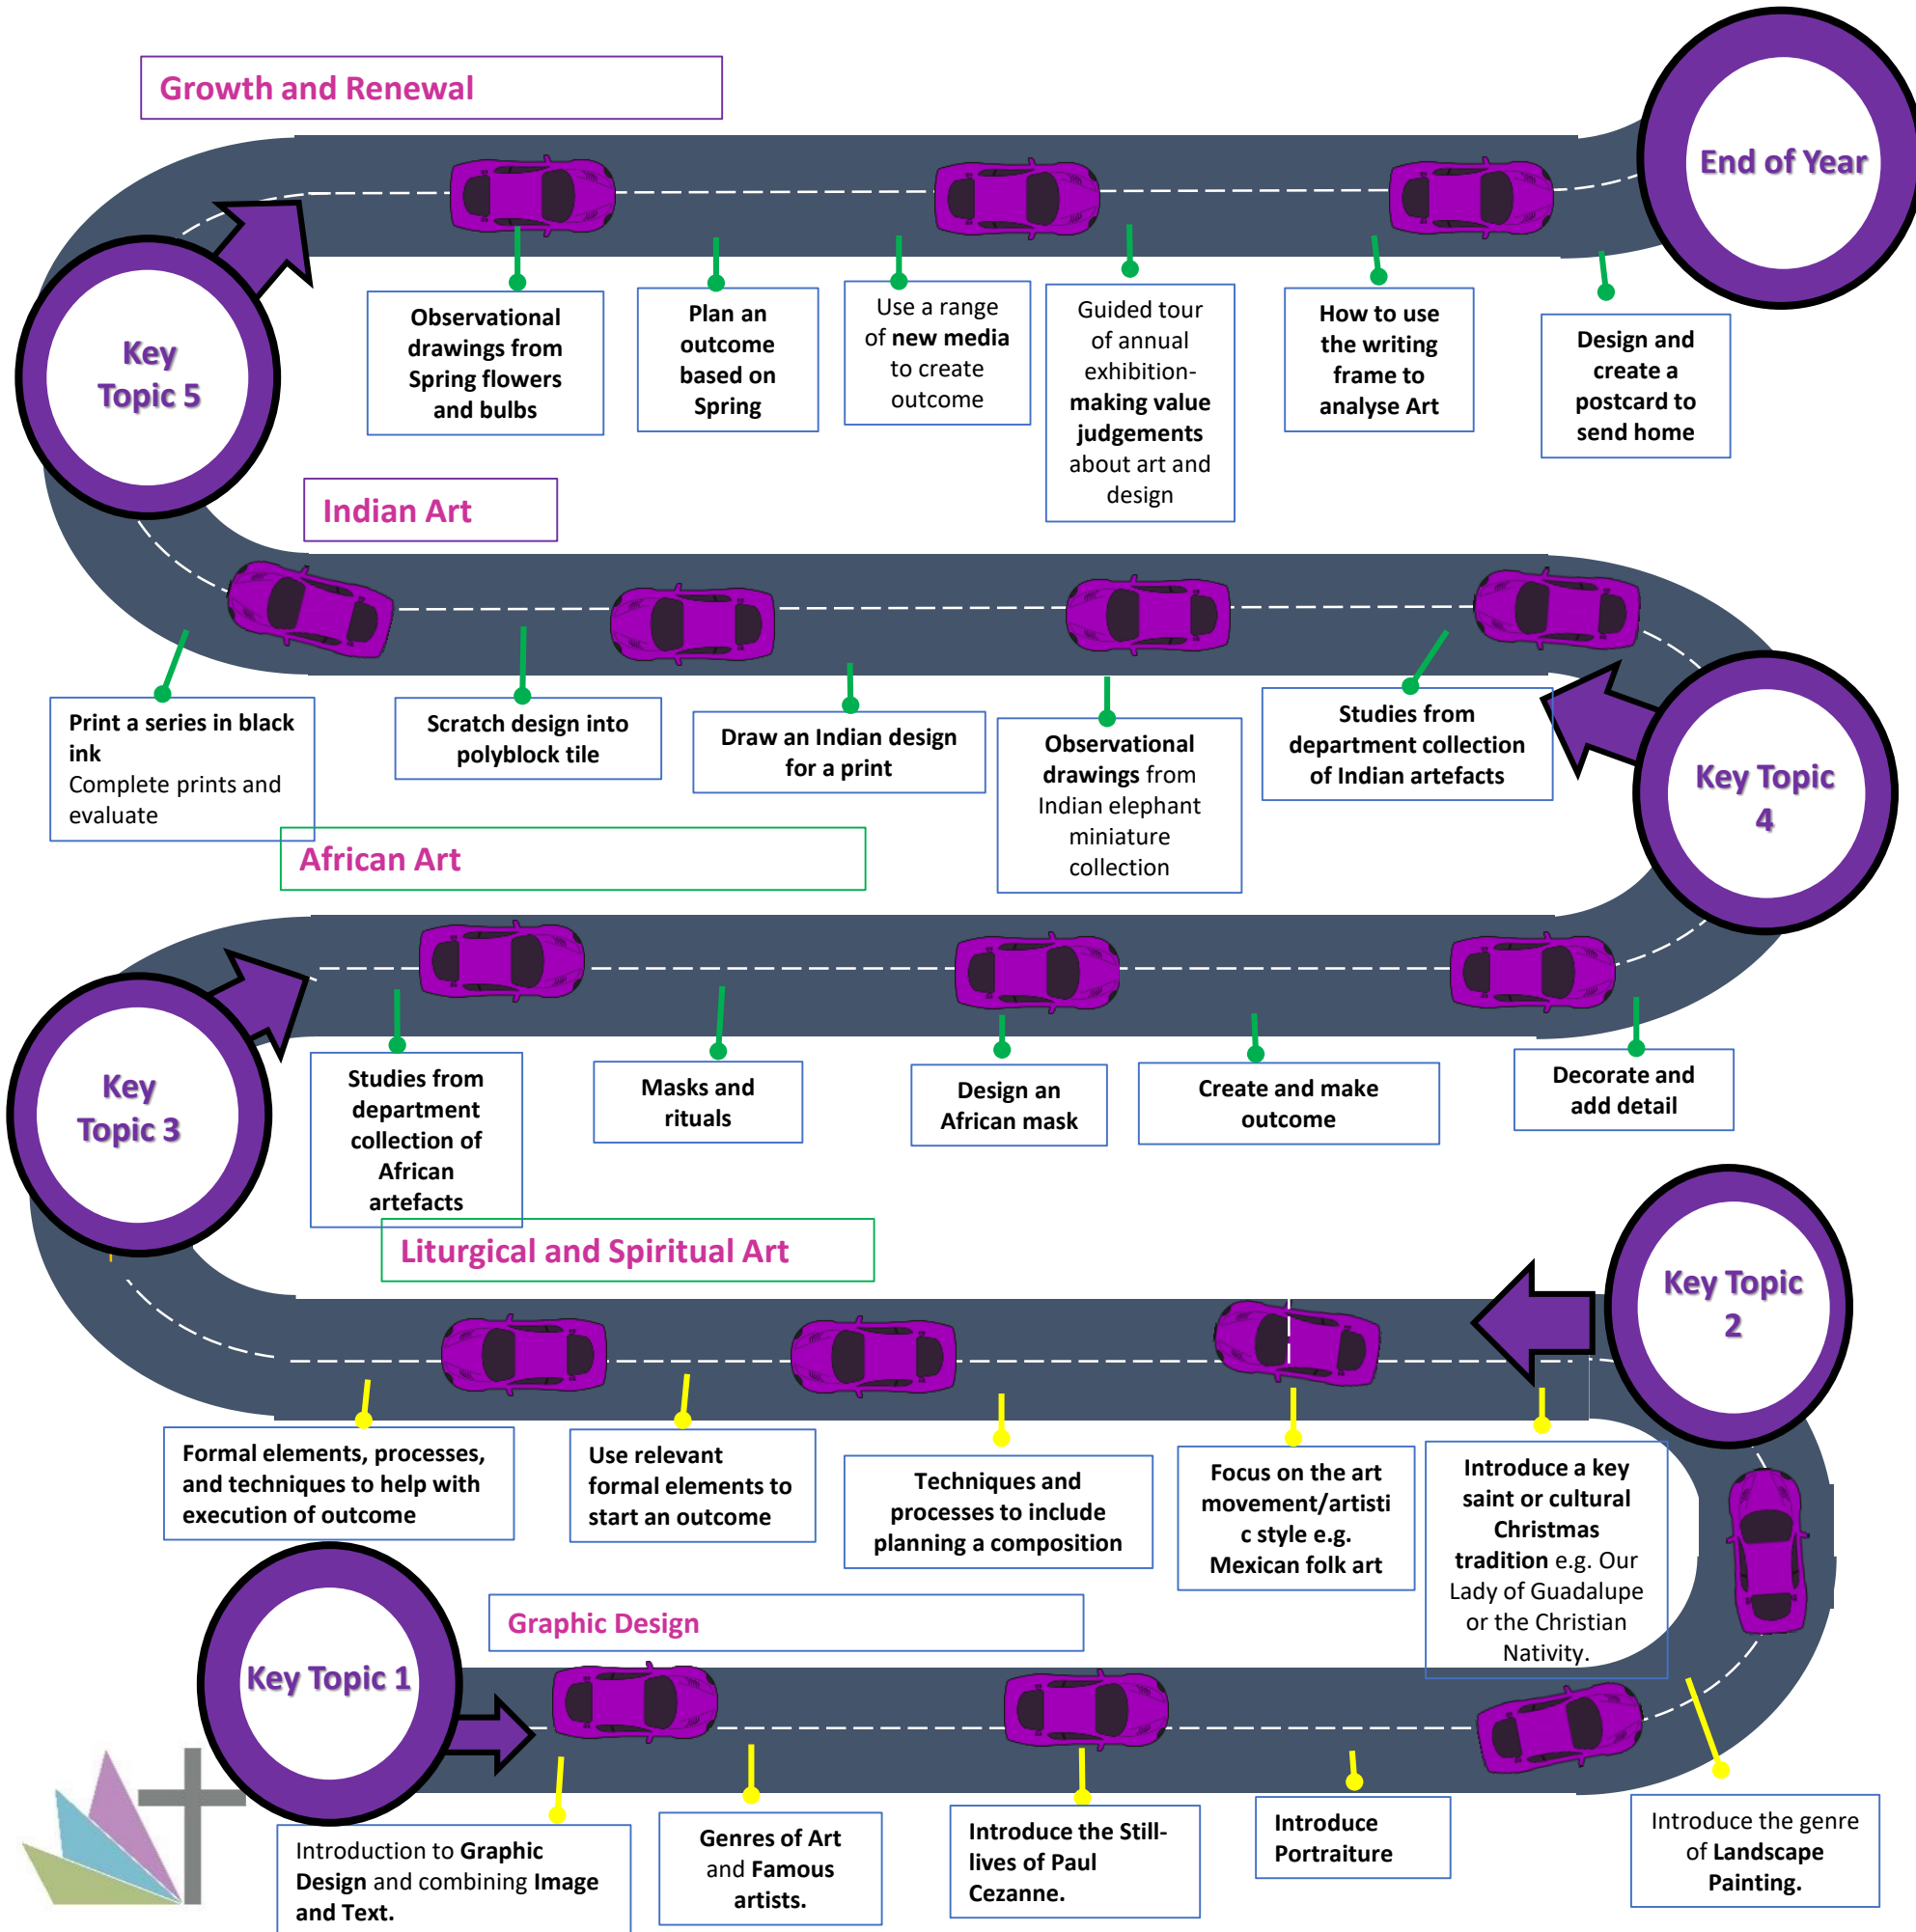 Growth and Renewal
End of Year
Key
Topic 5
Observational
drawings from
Spring flowers
and bulbs
Plan an
outcome
based on
Spring
Use a range
of new media
to create
outcome
Guided tour
of annual
exhibition-
making value
judgements
about art and
design
How to use
the writing
frame to
analyse Art
Design and
create a
postcard to
send home
Indian Art
Print a series in black
ink
Complete prints and
evaluate
Scratch design into
polyblock tile
Draw an Indian design
for a print
Observational
drawings from
Indian elephant
miniature
collection
Studies from
department collection
of Indian artefacts
Key Topic
4
African Art
Key
Topic 3
Studies from
department
collection of
African
artefacts
Masks and
rituals
Design an
African mask
Create and make
outcome
Decorate and
add detail
Liturgical and Spiritual Art
Key Topic
2
Formal elements, processes,
and techniques to help with
execution of outcome
Use relevant
formal elements to
start an outcome
Techniques and
processes to include
planning a composition
Focus on the art
movement/artisti
c style e.g.
Mexican folk art
Introduce a key
saint or cultural
Christmas
tradition e.g. Our
Lady of Guadalupe
or the Christian
Nativity.
Graphic Design
Key Topic 1
Introduction to Graphic
Design and combining Image
and Text.
Genres of Art
and Famous
artists.
Introduce the Still-
lives of Paul
Cezanne.
Introduce
Portraiture
Introduce the genre
of Landscape
Painting.